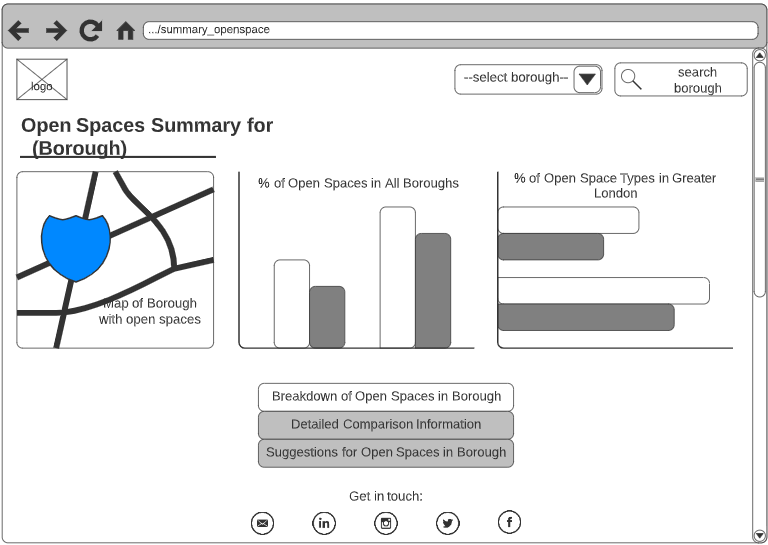 .../summary_openspace
logo
--select borough--
search
borough
Open Spaces Summary for
(Borough)
Map of Borough
with open spaces
% of Open Spaces in All Boroughs
% of Open Space Types in Greater
London
Breakdown of Open Spaces in Borough
Detailed Comparison Information
Suggestions for Open Spaces in Borough
Get in touch:
in
f